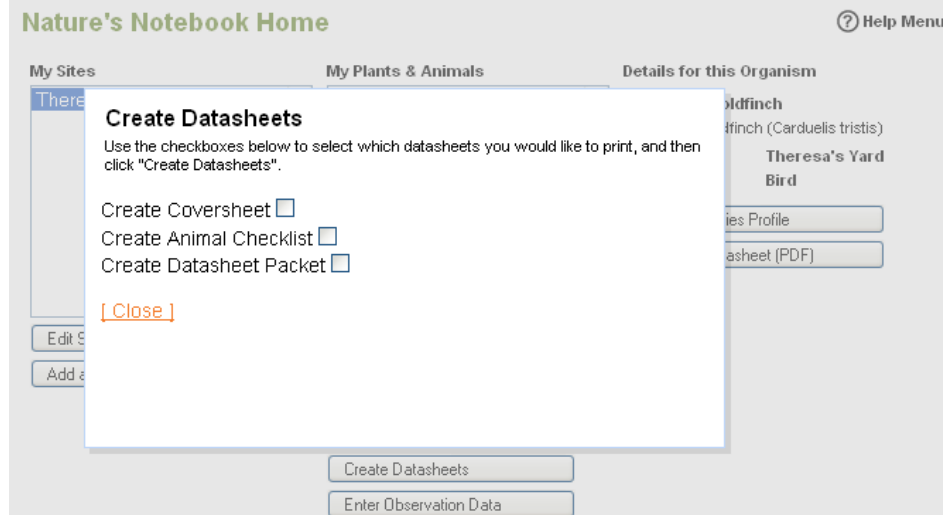 Nature's Notebook Home
Help Menu
My Sites
My Plants & Animals
Details for this Organism
There
Create Datasheets
Use the checkboxes below to select which datasheets you would like to print, and then
click "Create Datasheets".
Create Coversheet
Create Animal Checklist
Create Datasheet Packet
[ Close ]
ldfinch
finch (Carduelis tristis)
Theresa's Yard
Bird
ies Profile
asheet (PDF)
Edit S
Add a
Create Datasheets
Enter Observation Data